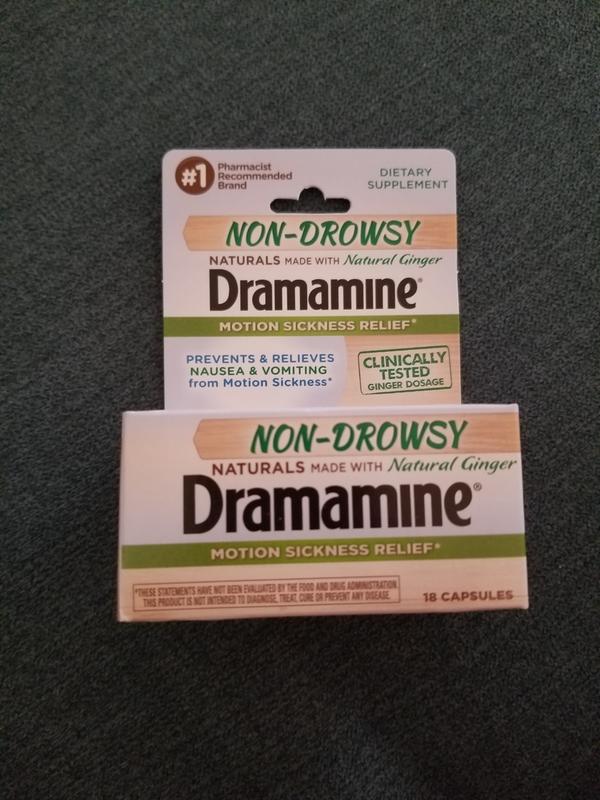 #1 Pharmacist
Recommended
Brand
DIETARY
SUPPLEMENT
NON-DROWSY
NATURALS MADE WITH Natural Ginger
Dramamine®
MOTION SICKNESS RELIEF*
PREVENTS & RELIEVES
NAUSEA & VOMITING
from Motion Sickness*
CLINICALLY
TESTED
GINGER DOSAGE
NON-DROWSY
NATURALS MADE WITH Natural Ginger
Dramamine®
MOTION SICKNESS RELIEF*
*THESE STATEMENTS HAVE NOT BEEN EVALUATED BY THE FOOD AND DRUG ADMINISTRATION.
THIS PRODUCT IS NOT INTENDED TO DIAGNOSE, TREAT, CURE OR PREVENT ANY DISEASE.
18 CAPSULES